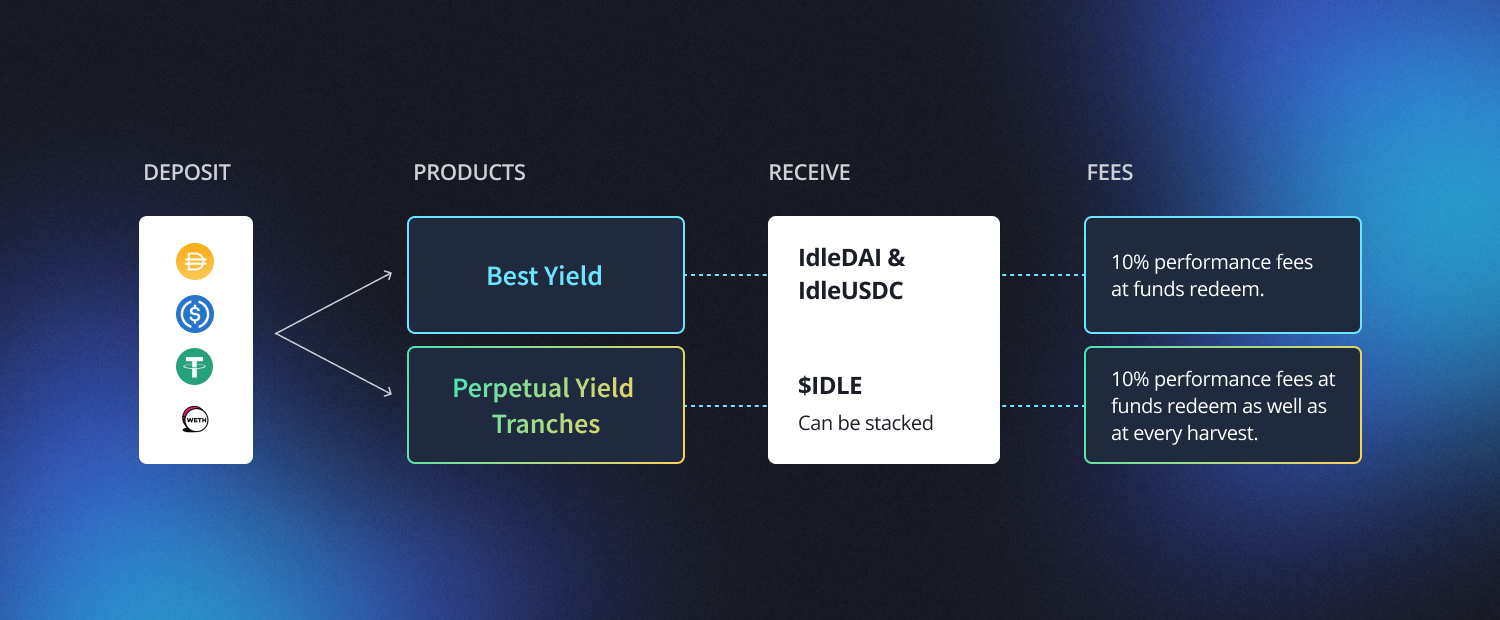 DEPOSIT
PRODUCTS
RECEIVE
FEES
WETH
Best Yield
Perpetual Yield
Tranches
IdleDAI &
IdleUSDC
$IDLE
Can be stacked
10% performance fees
at funds redeem.
10% performance fees at
funds redeem as well as
at every harvest.